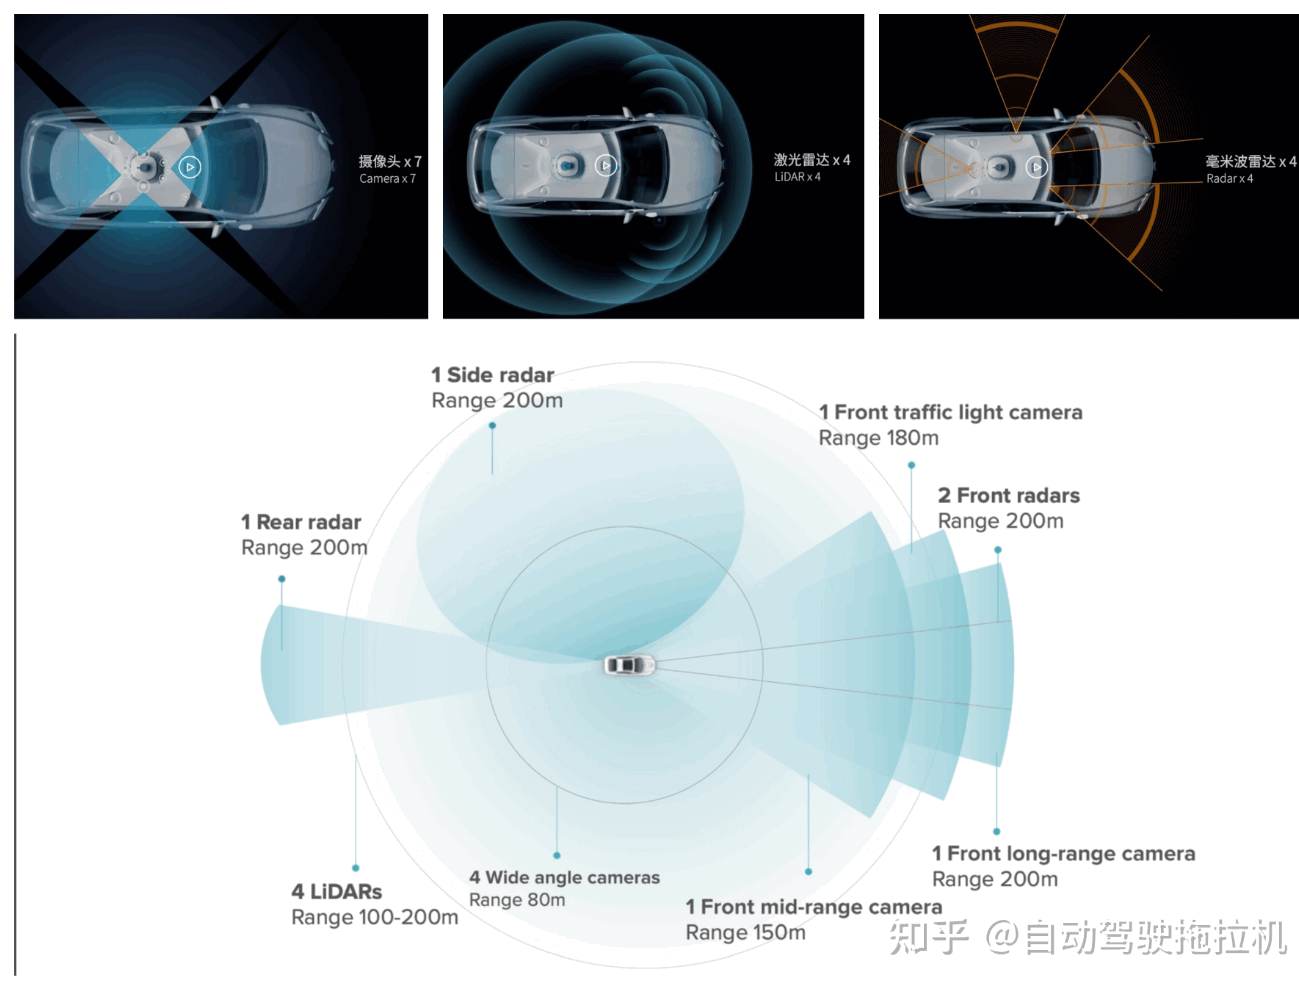 摄像头 x 7
Camera x 7
激光雷达 x 4
LiDAR x 4
毫米波雷达 x 4
Radar x 4
1 Side radar
Range 200m
1 Front traffic light camera
Range 180m
2 Front radars
Range 200m
1 Rear radar
Range 200m
1 Front long-range camera
Range 200m
4 Wide angle cameras
Range 80m
4 LiDARs
Range 100-200m
1 Front mid-range camera
Range 150m
知乎 @自动驾驶拖拉机